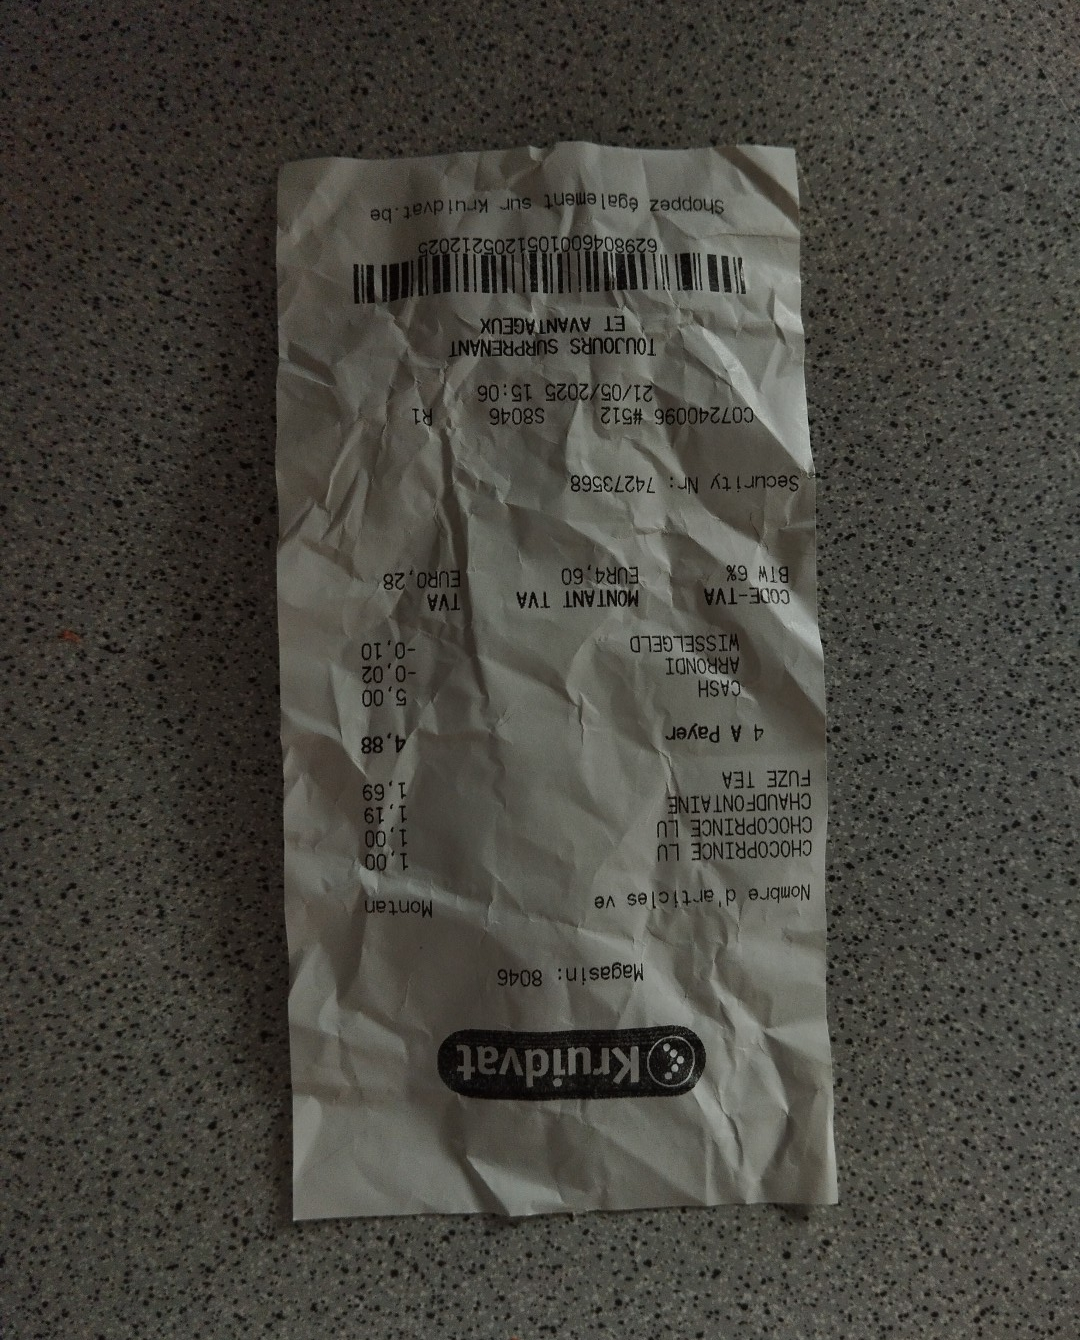 Kruidvat
Magasin: 8046
Nombre d'articles ve Montan
CHOCOPRINCE LU 1,00
CHOCOPRINCE LU 1,00
CHAUDFONTAINE 1,19
FUZE TEA 1,69
4 A Payer 4,88
CASH 5,00
ARRONDI -0,02
WISSELGELD -0,10
CODE-TVA MONTANT TVA TVA
BTW 6% EUR4,60 EUR0,28
Security Nr: 74273568
C07240096 #512 S8046 R1
21/05/2025 15:06
TOUJOURS SURPRENANT
ET AVANTAGEUX
6298046001051205212025
Shoppez également sur Kruidvat.be